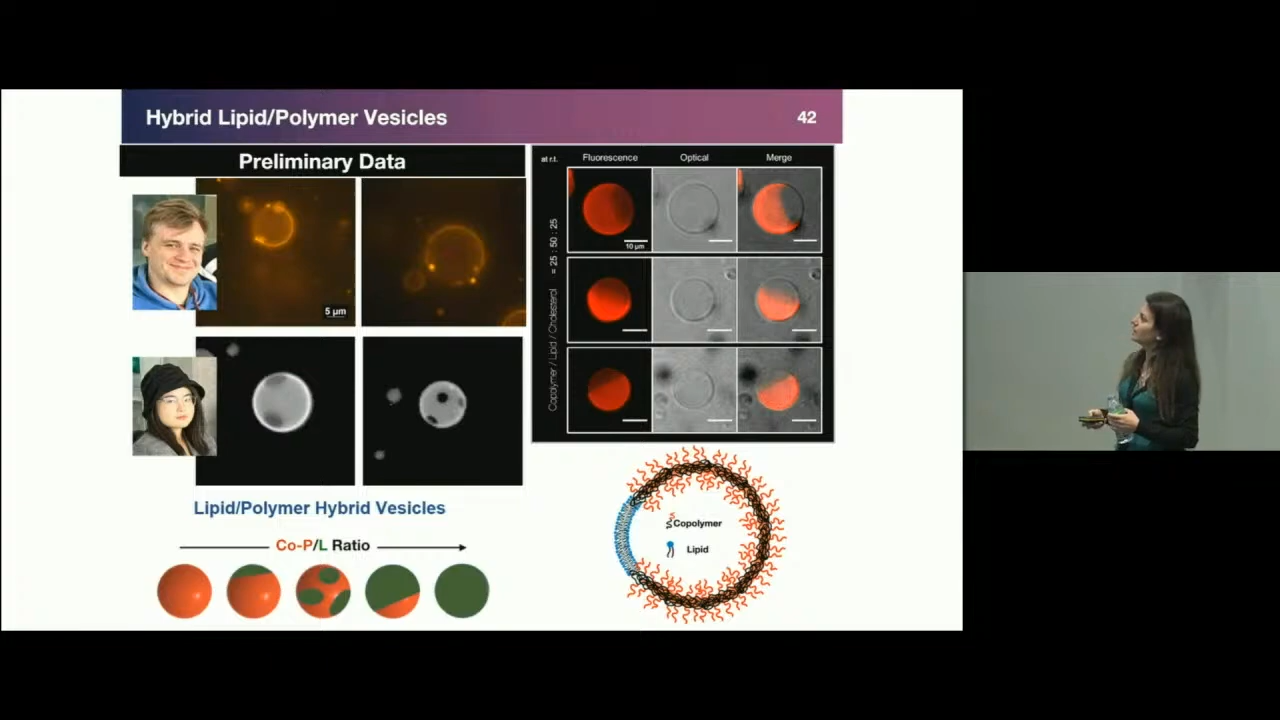 Hybrid Lipid/Polymer Vesicles
42
Preliminary Data
5 µm
at r.t.
Fluorescence
Optical
Merge
10 µm
Copolymer / Lipid / Cholesterol = 25 : 50 : 25
Lipid/Polymer Hybrid Vesicles
Co-P/L Ratio
Copolymer
Lipid